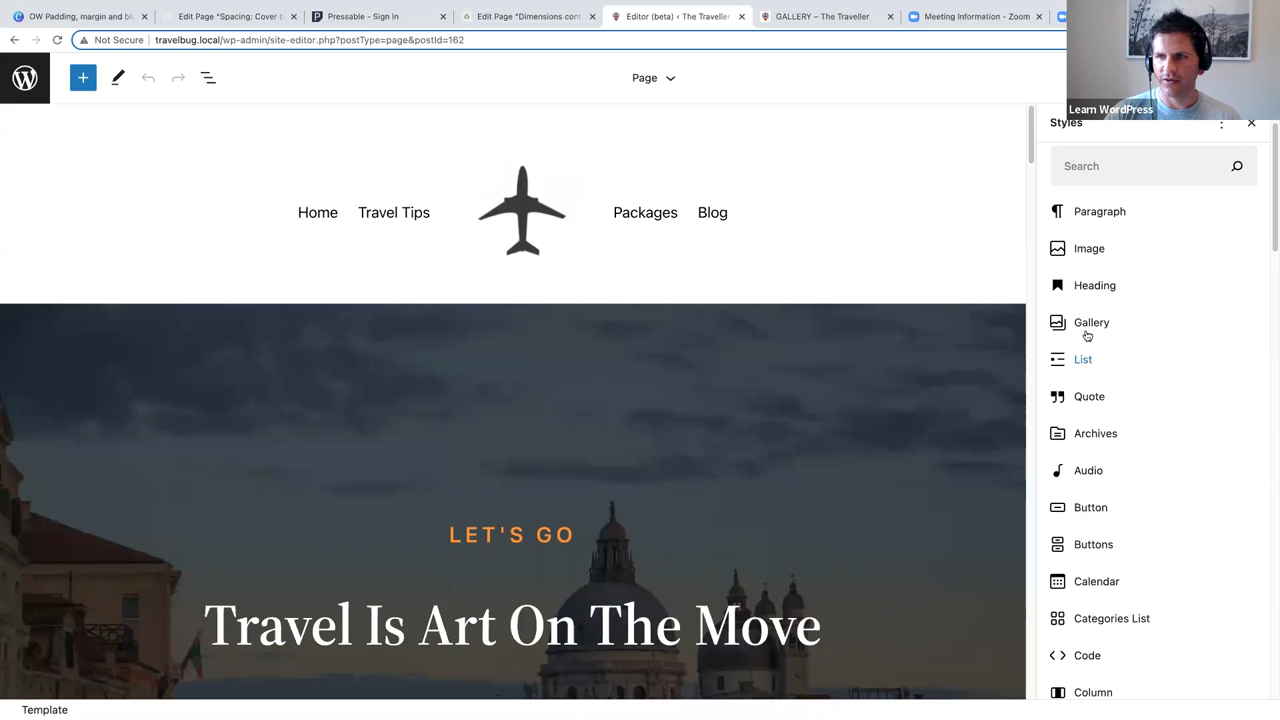 OW Padding, margin and bl
Edit Page "Spacing: Cover b
Pressable - Sign In
Edit Page "Dimensions cont
Editor (beta) ‹ The Traveller
GALLERY – The Traveller
Meeting Information - Zoom
Not Secure
travelbug.local/wp-admin/site-editor.php?postType=page&postId=162
Page
Learn WordPress
Styles
Search
Home
Travel Tips
Packages
Blog
Paragraph
Image
Heading
Gallery
List
Quote
Archives
Audio
Button
Buttons
Calendar
Categories List
Code
Column
LET'S GO
Travel Is Art On The Move
Template